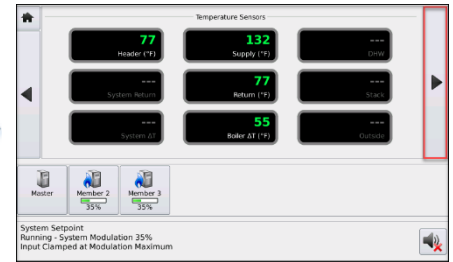 Temperature Sensors
77
Header (°F)
132
Supply (°F)
---
DHW
---
System Return
77
Return (°F)
---
Stack
---
System ΔT
55
Boiler ΔT (°F)
---
Outside
Master
Member 2
35%
Member 3
35%
System Setpoint
Running - System Modulation 35%
Input Clamped at Modulation Maximum